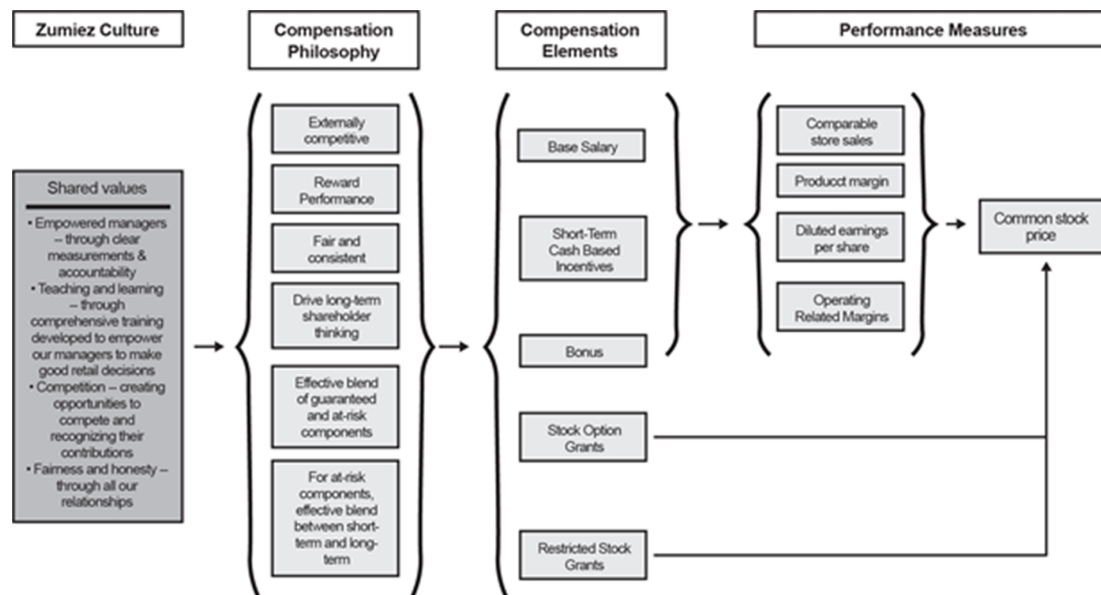 Zumiez Culture
Compensation
Philosophy
Compensation
Elements
Performance Measures
Shared values
• Empowered managers
– through clear
measurements &
accountability
• Teaching and learning
– through
comprehensive training
developed to empower
our managers to make
good retail decisions
• Competition – creating
opportunities to
compete and
recognizing their
contributions
• Fairness and honesty –
through all our
relationships
Externally
competitive
Reward
Performance
Fair and
consistent
Drive long-term
shareholder
thinking
Effective blend
of guaranteed
and at-risk
components
For at-risk
components,
effective blend
between short-
term and long-
term
Base Salary
Short-Term
Cash Based
Incentives
Bonus
Stock Option
Grants
Restricted Stock
Grants
Comparable
store sales
Producct margin
Diluted earnings
per share
Operating
Related Margins
Common stock
price